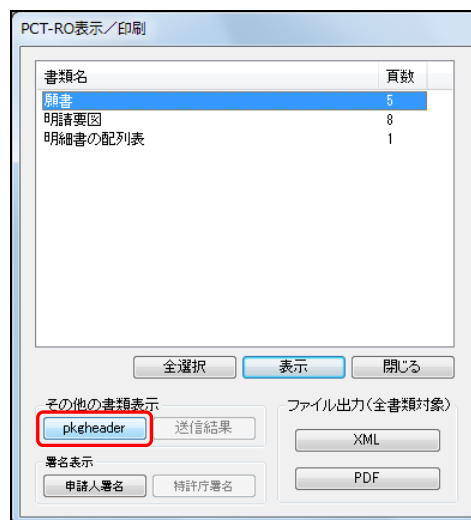 PCT-RO表示／印刷
書類名 頁数
願書 5
明請要図 8
明細書の配列表 1
全選択 表示 閉じる
その他の書類表示
pkgheader 送信結果
署名表示
申請人署名 特許庁署名
ファイル出力(全書類対象)
XML
PDF